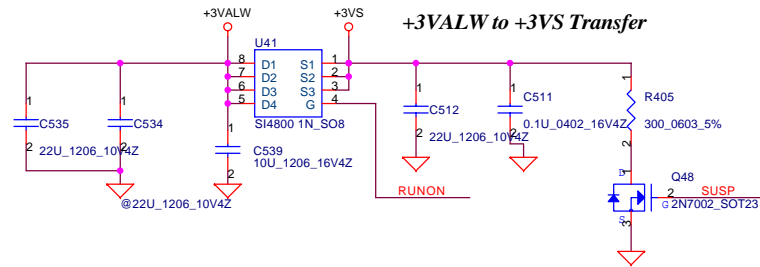 +3VALW to +3VS Transfer
+3VALW
+3VS
U41
8 D1 S1 1
7 D2 S2 2
6 D3 S3 3
5 D4 G 4
SI4800 1N_SO8
1
C535
2
22U_1206_10V4Z
1
C534
2
@22U_1206_10V4Z
1
C539
2
10U_1206_16V4Z
RUNON
1
C512
2
22U_1206_10V4Z
1
C511
2
0.1U_0402_16V4Z
1
R405
300_0603_5%
2
Q48
1
D
2
G
SUSP
2N7002_SOT23
S
3